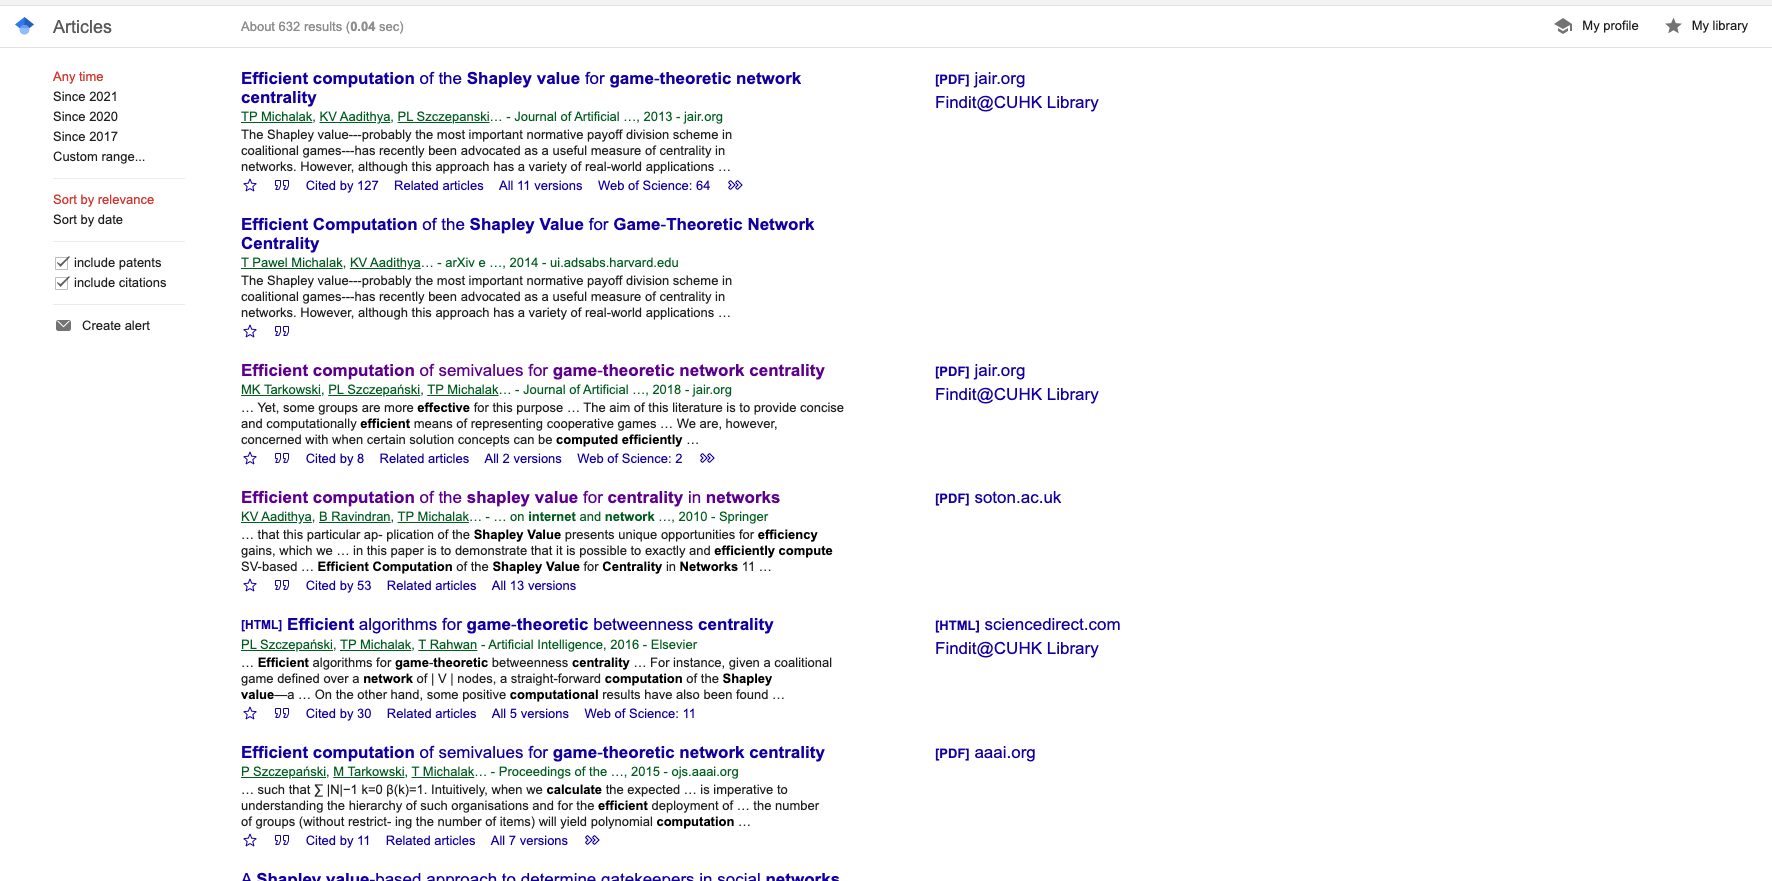 Articles
About 632 results (0.04 sec)
My profile
My library
Any time
Since 2021
Since 2020
Since 2017
Custom range...
Sort by relevance
Sort by date
include patents
include citations
Create alert
Efficient computation of the Shapley value for game-theoretic network
centrality
TP Michalak, KV Aadithya, PL Szczepanski… - Journal of Artificial …, 2013 - jair.org
The Shapley value---probably the most important normative payoff division scheme in
coalitional games---has recently been advocated as a useful measure of centrality in
networks. However, although this approach has a variety of real-world applications …
Cited by 127 Related articles All 11 versions Web of Science: 64
[PDF] jair.org
Findit@CUHK Library
Efficient Computation of the Shapley Value for Game-Theoretic Network
Centrality
T Pawel Michalak, KV Aadithya… - arXiv e …, 2014 - ui.adsabs.harvard.edu
The Shapley value---probably the most important normative payoff division scheme in
coalitional games---has recently been advocated as a useful measure of centrality in
networks. However, although this approach has a variety of real-world applications …
Efficient computation of semivalues for game-theoretic network centrality
MK Tarkowski, PL Szczepański, TP Michalak… - Journal of Artificial …, 2018 - jair.org
… Yet, some groups are more effective for this purpose … The aim of this literature is to provide concise
and computationally efficient means of representing cooperative games … We are, however,
concerned with when certain solution concepts can be computed efficiently …
Cited by 8 Related articles All 2 versions Web of Science: 2
[PDF] jair.org
Findit@CUHK Library
Efficient computation of the shapley value for centrality in networks
KV Aadithya, B Ravindran, TP Michalak… - … on internet and network …, 2010 - Springer
… that this particular ap- plication of the Shapley Value presents unique opportunities for efficiency
gains, which we … in this paper is to demonstrate that it is possible to exactly and efficiently compute
SV-based … Efficient Computation of the Shapley Value for Centrality in Networks 11 …
Cited by 53 Related articles All 13 versions
[PDF] soton.ac.uk
[HTML] Efficient algorithms for game-theoretic betweenness centrality
PL Szczepański, TP Michalak, T Rahwan - Artificial Intelligence, 2016 - Elsevier
… Efficient algorithms for game-theoretic betweenness centrality … For instance, given a coalitional
game defined over a network of | V | nodes, a straight-forward computation of the Shapley
value—a … On the other hand, some positive computational results have also been found …
Cited by 30 Related articles All 5 versions Web of Science: 11
[HTML] sciencedirect.com
Findit@CUHK Library
Efficient computation of semivalues for game-theoretic network centrality
P Szczepański, M Tarkowski, T Michalak… - Proceedings of the …, 2015 - ojs.aaai.org
… such that ∑ |N|−1 k=0 β(k)=1. Intuitively, when we calculate the expected … is imperative to
understanding the hierarchy of such organisations and for the efficient deployment of … the number
of groups (without restrict- ing the number of items) will yield polynomial computation …
Cited by 11 Related articles All 7 versions
[PDF] aaai.org
A Shapley value-based approach to determine gatekeepers in social networks